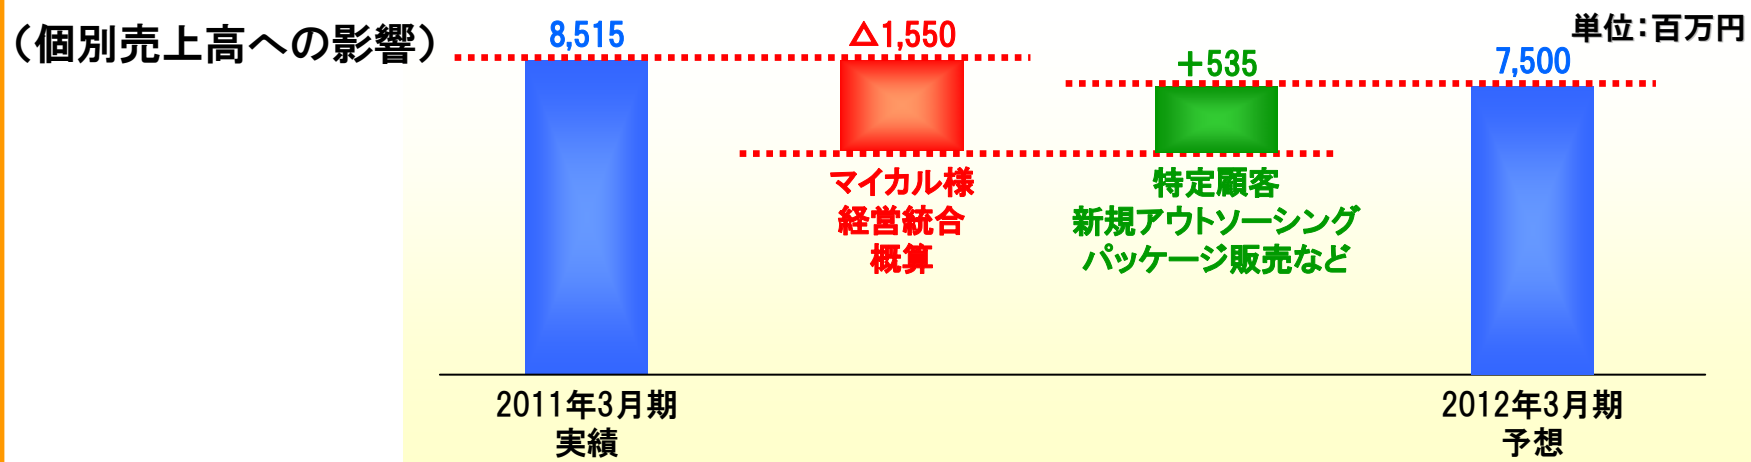 （個別売上高への影響）
単位：百万円
8,515
△1,550
＋535
7,500
マイカル様
経営統合
概算
特定顧客
新規アウトソーシング
パッケージ販売など
2011年3月期
実績
2012年3月期
予想